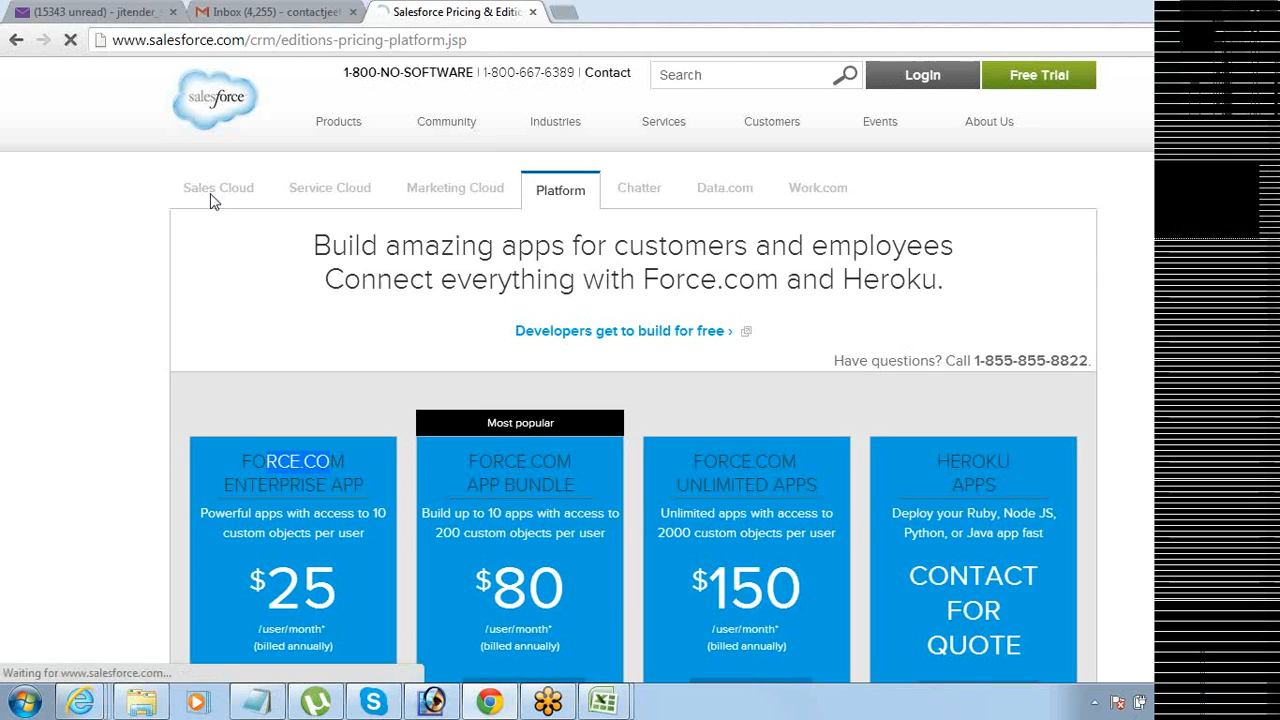 (15343 unread) - jitender_
Inbox (4,255) - contactjes
Salesforce Pricing & Editi
www.salesforce.com/crm/editions-pricing-platform.jsp
salesforce
1-800-NO-SOFTWARE | 1-800-667-6389 | Contact
Search
Login
Free Trial
Products
Community
Industries
Services
Customers
Events
About Us
Sales Cloud
Service Cloud
Marketing Cloud
Platform
Chatter
Data.com
Work.com
Build amazing apps for customers and employees
Connect everything with Force.com and Heroku.
Developers get to build for free ›
Have questions? Call 1-855-855-8822.
Most popular
FORCE.COM
ENTERPRISE APP
Powerful apps with access to 10
custom objects per user
$25
/user/month*
(billed annually)
FORCE.COM
APP BUNDLE
Build up to 10 apps with access to
200 custom objects per user
$80
/user/month*
(billed annually)
FORCE.COM
UNLIMITED APPS
Unlimited apps with access to
2000 custom objects per user
$150
/user/month*
(billed annually)
HEROKU
APPS
Deploy your Ruby, Node JS,
Python, or Java app fast
CONTACT
FOR
QUOTE
Waiting for www.salesforce.com...